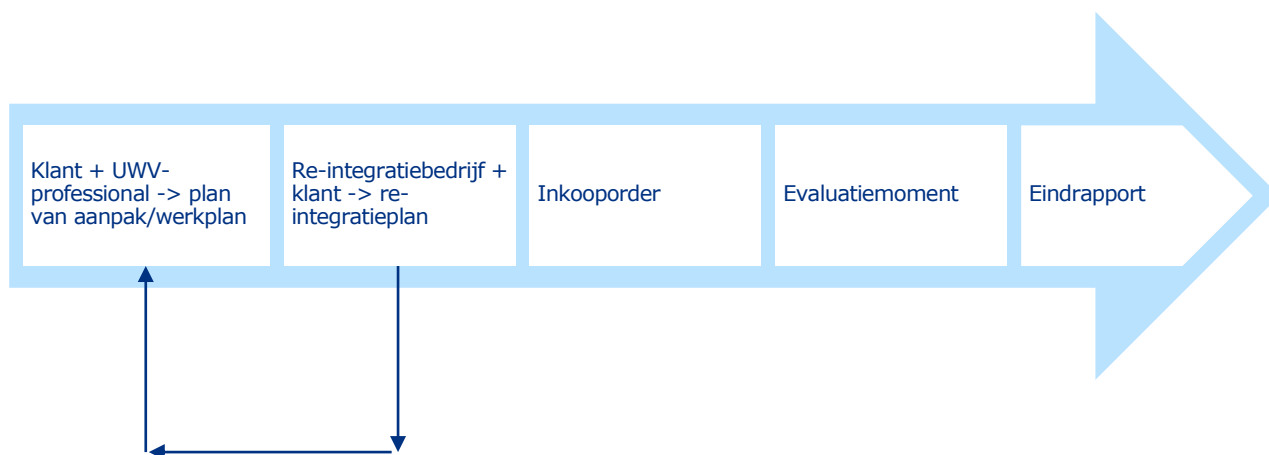 Klant + UWV-
professional -> plan
van aanpak/werkplan
Re-integratiebedrijf +
klant -> re-
integratieplan
Inkooporder
Evaluatiemoment
Eindrapport